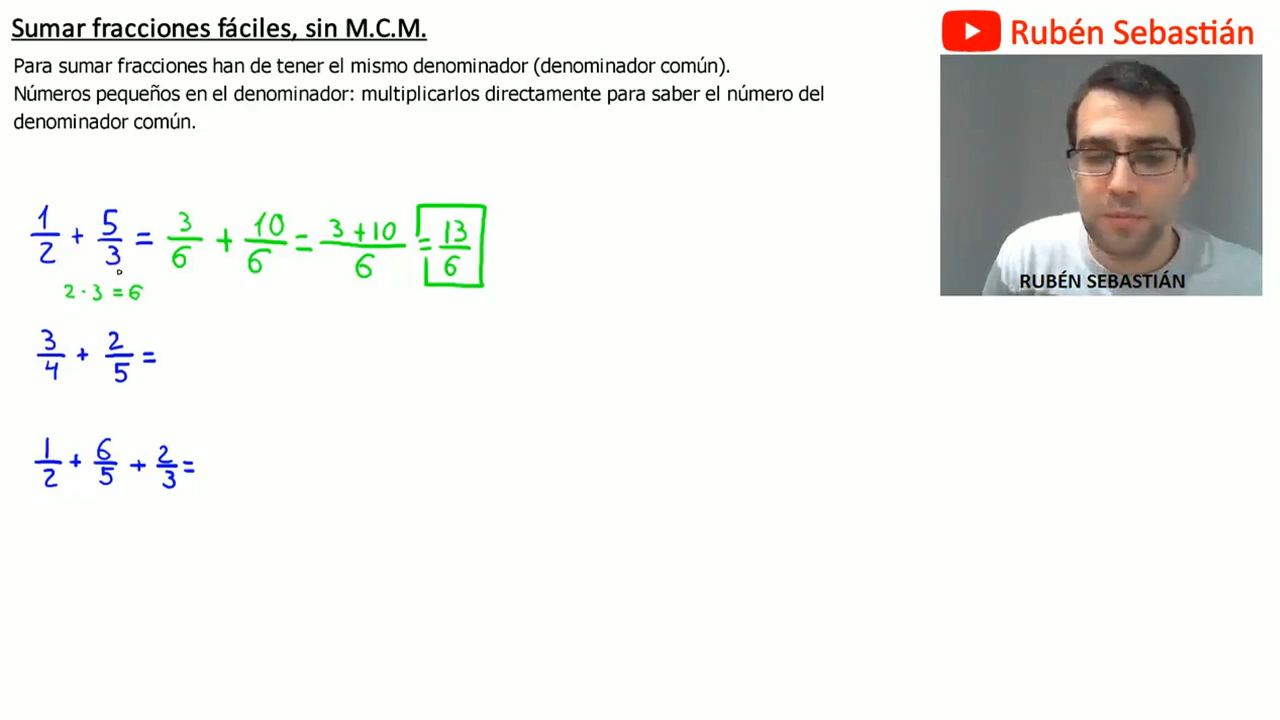 Sumar fracciones fáciles, sin M.C.M.
Rubén Sebastián
Para sumar fracciones han de tener el mismo denominador (denominador común).
Números pequeños en el denominador: multiplicarlos directamente para saber el número del
denominador común.
1/2 + 5/3 = 3/6 + 10/6 = 3+10/6 = 13/6
2 · 3 = 6
RUBÉN SEBASTIÁN
3/4 + 2/5 =
1/2 + 6/5 + 2/3 =